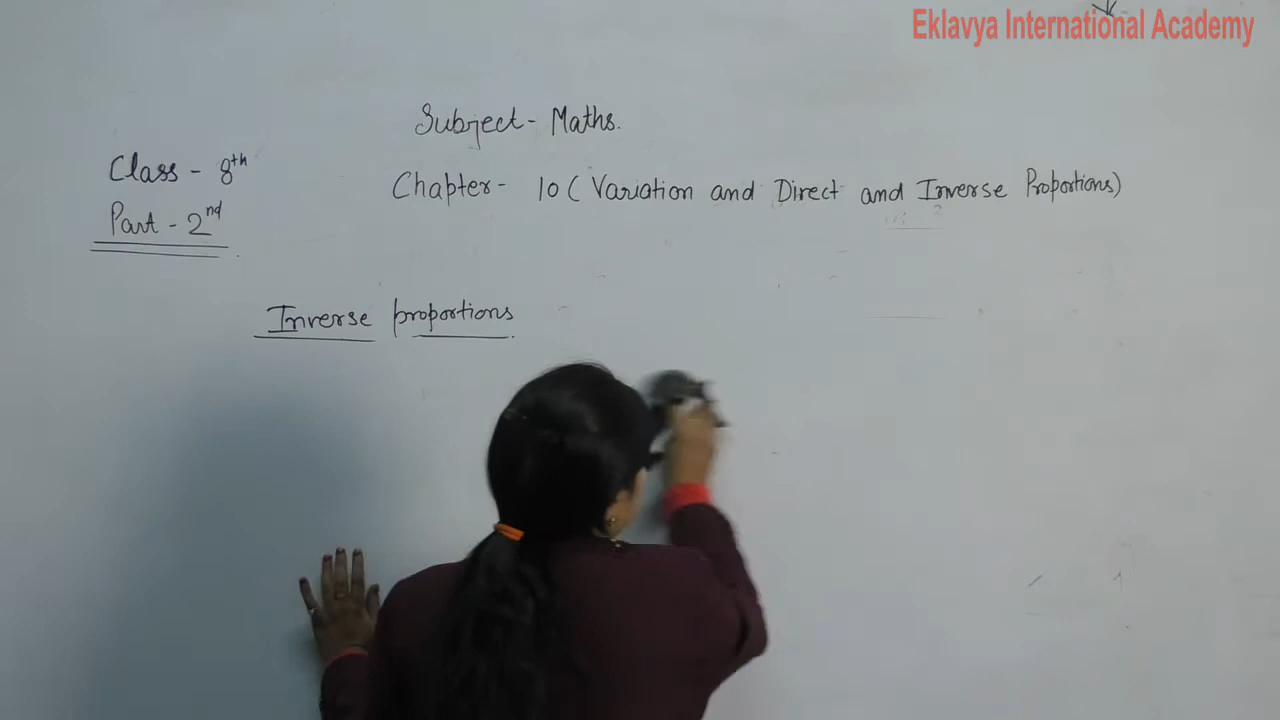 Eklavya International Academy
Subject - Maths.
Class - 8th
Chapter - 10 (Variation and Direct and Inverse Proportions)
Part - 2nd
Inverse proportions